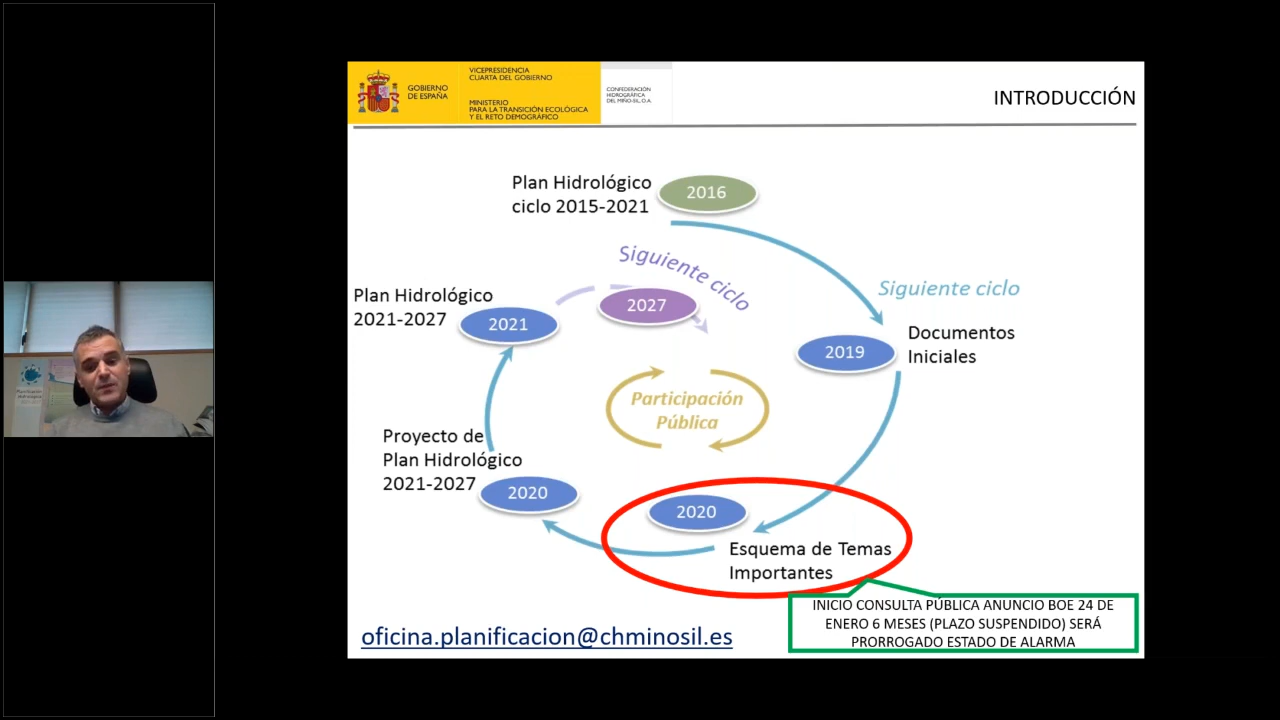 GOBIERNO
DE ESPAÑA
VICEPRESIDENCIA
CUARTA DEL GOBIERNO
MINISTERIO
PARA LA TRANSICIÓN ECOLÓGICA
Y EL RETO DEMOGRÁFICO
CONFEDERACIÓN
HIDROGRÁFICA
DEL MIÑO-SIL, O.A.
INTRODUCCIÓN
Plan Hidrológico
ciclo 2015-2021
2016
Siguiente ciclo
Siguiente ciclo
Plan Hidrológico
2021-2027
2021
2027
2019
Documentos
Iniciales
Participación
Pública
Proyecto de
Plan Hidrológico
2021-2027
2020
2020
Esquema de Temas
Importantes
INICIO CONSULTA PÚBLICA ANUNCIO BOE 24 DE
ENERO 6 MESES (PLAZO SUSPENDIDO) SERÁ
PRORROGADO ESTADO DE ALARMA
oficina.planificacion@chminosil.es